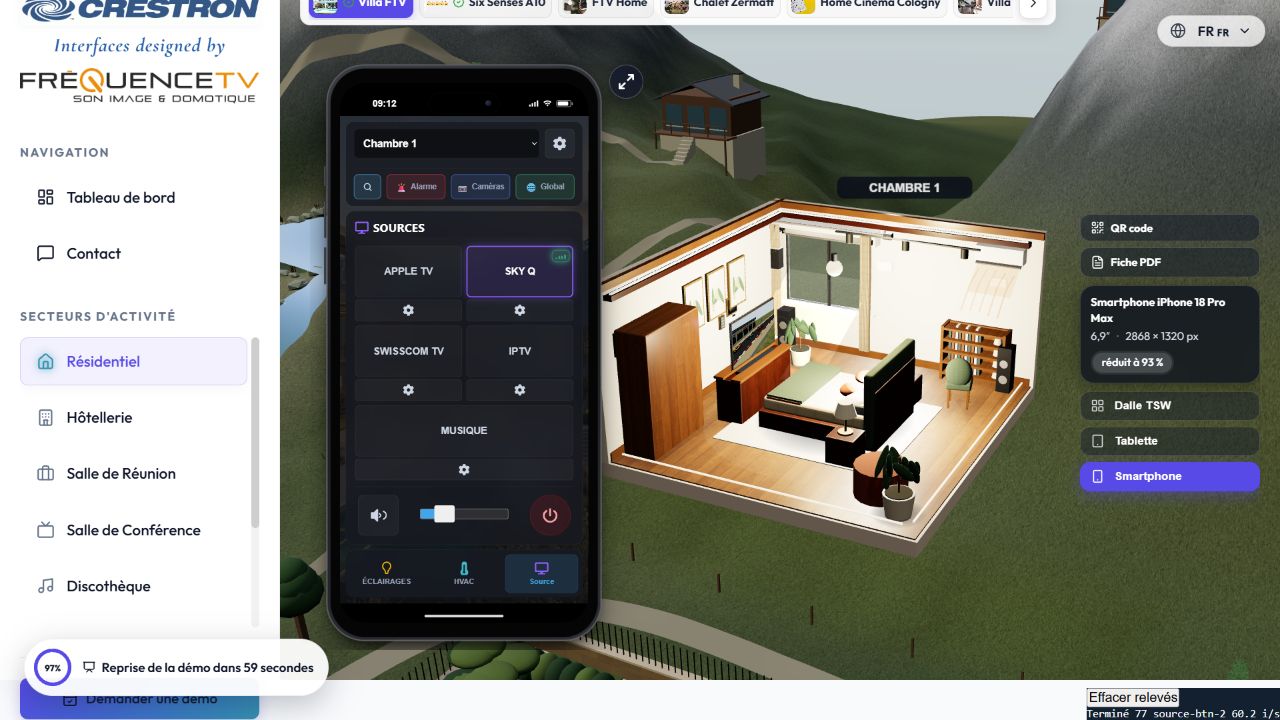 CRESTRON
Interfaces designed by
FRÉQUENCETV
SON IMAGE & DOMOTIQUE
NAVIGATION
Tableau de bord
Contact
SECTEURS D'ACTIVITÉ
Résidentiel
Hôtellerie
Salle de Réunion
Salle de Conférence
Discothèque
97%
Reprise de la démo dans 59 secondes
Demander une démo
Villa FTV
Six Senses A10
FTV Home
Chalet Zermatt
Home Cinema Cologny
Villa
FR FR
09:12
Chambre 1
Alarme
Caméras
Global
SOURCES
APPLE TV
SKY Q
SWISSCOM TV
IPTV
MUSIQUE
ÉCLAIRAGES
HVAC
Source
CHAMBRE 1
QR code
Fiche PDF
Smartphone iPhone 18 Pro
Max
6,9" · 2868 × 1320 px
réduit à 93 %
Dalle TSW
Tablette
Smartphone
Effacer relevés
Terminé 77 source-btn-2 60.2 i/s